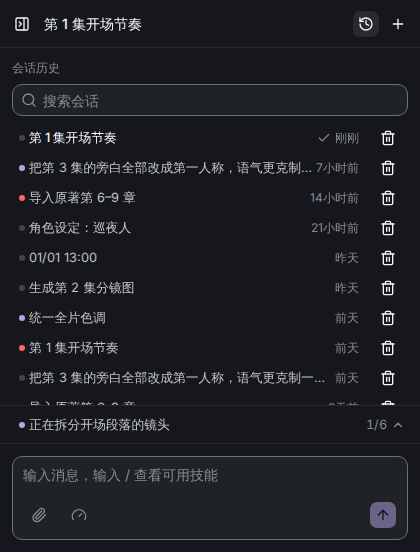 第 1 集开场节奏
会话历史
搜索会话
第 1 集开场节奏 刚刚
把第 3 集的旁白全部改成第一人称，语气更克制... 7小时前
导入原著第 6–9 章 14小时前
角色设定：巡夜人 21小时前
01/01 13:00 昨天
生成第 2 集分镜图 昨天
统一全片色调 前天
第 1 集开场节奏 前天
把第 3 集的旁白全部改成第一人称，语气更克制一... 前天
正在拆分开场段落的镜头 1/6
输入消息，输入 / 查看可用技能